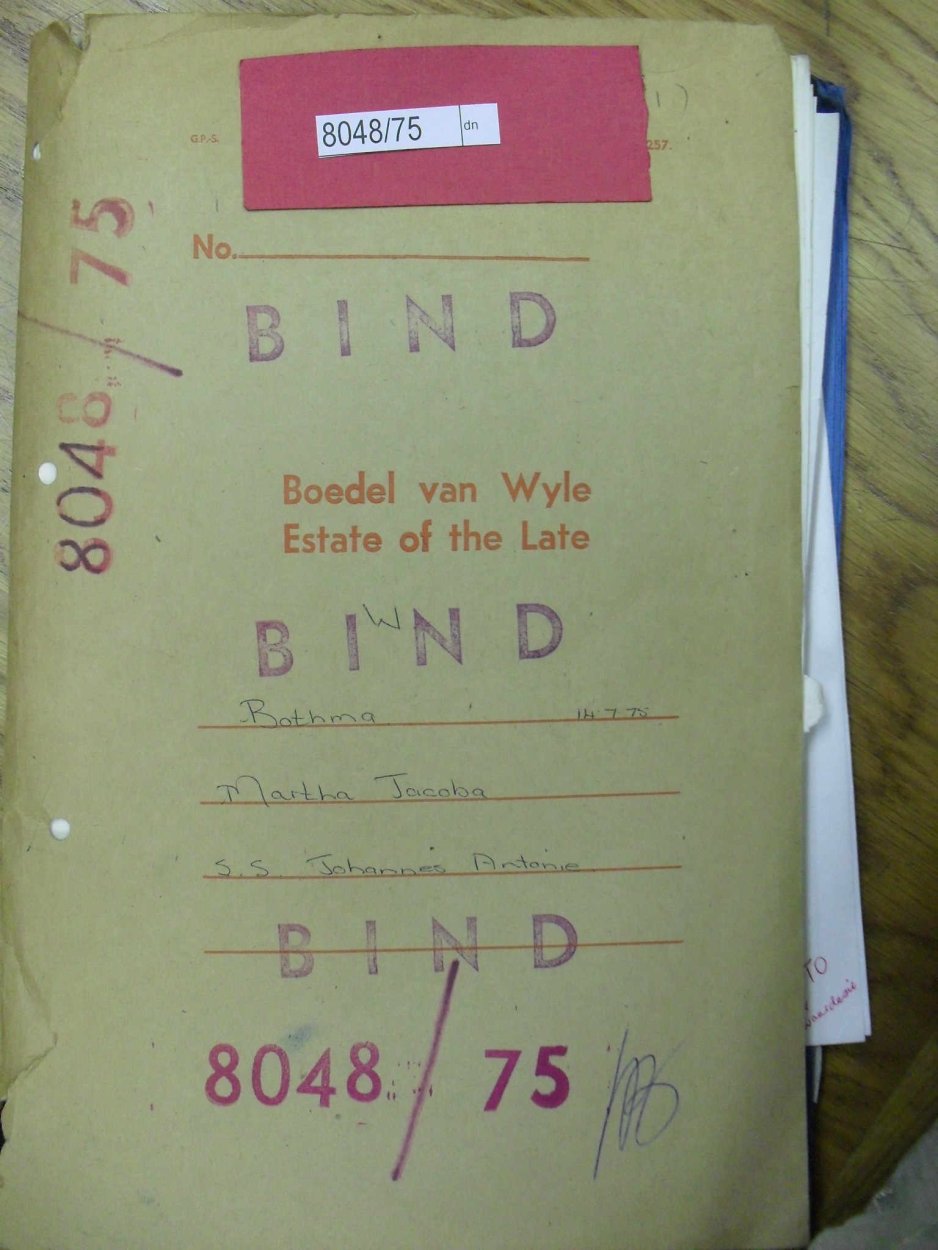 8048/75 dn
G.P.-S. 257.
8048/75
No.
BIND
Boedel van Wyle
Estate of the Late
BIND
W
Bothma 14 7 75
Martha Jacoba
S.S. Johannes Antonie
BIND
TO
8048/75